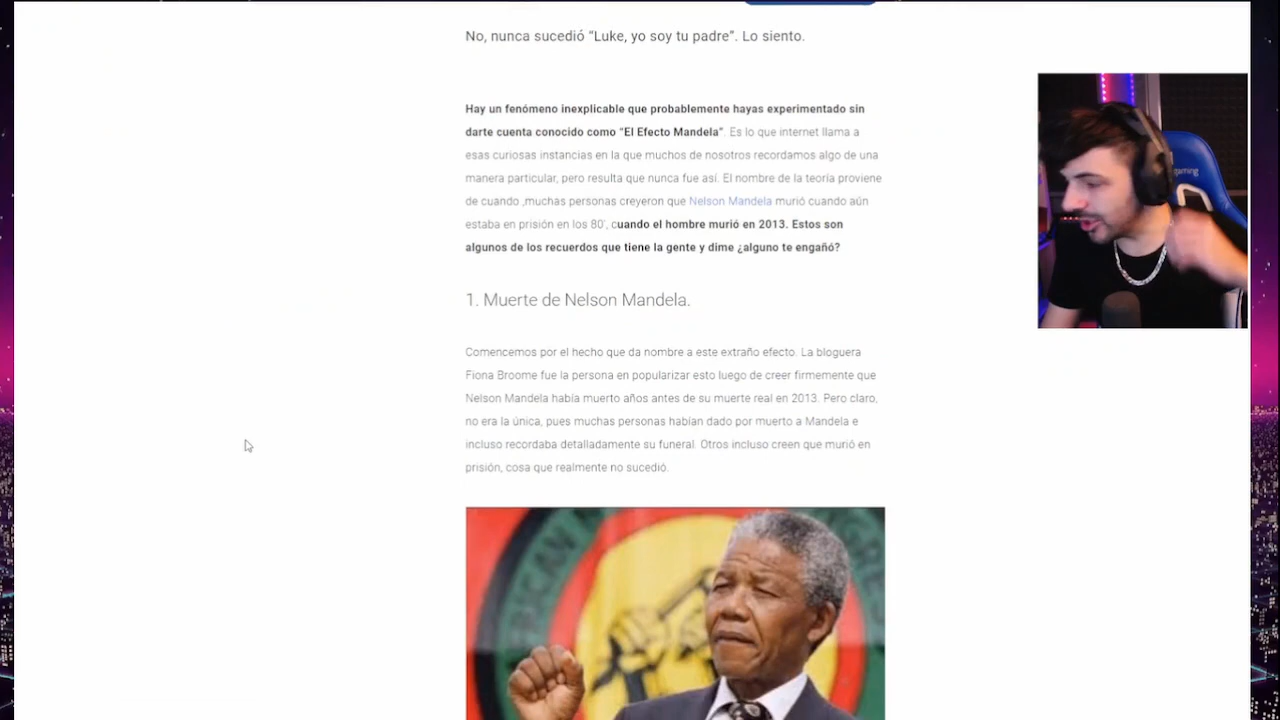 No, nunca sucedió “Luke, yo soy tu padre”. Lo siento.
Hay un fenómeno inexplicable que probablemente hayas experimentado sin
darte cuenta conocido como “El Efecto Mandela”. Es lo que internet llama a
esas curiosas instancias en la que muchos de nosotros recordamos algo de una
manera particular, pero resulta que nunca fue así. El nombre de la teoría proviene
de cuando ,muchas personas creyeron que Nelson Mandela murió cuando aún
estaba en prisión en los 80’, cuando el hombre murió en 2013. Estos son
algunos de los recuerdos que tiene la gente y dime ¿alguno te engañó?
1. Muerte de Nelson Mandela.
Comencemos por el hecho que da nombre a este extraño efecto. La bloguera
Fiona Broome fue la persona en popularizar esto luego de creer firmemente que
Nelson Mandela había muerto años antes de su muerte real en 2013. Pero claro,
no era la única, pues muchas personas habían dado por muerto a Mandela e
incluso recordaba detalladamente su funeral. Otros incluso creen que murió en
prisión, cosa que realmente no sucedió.
gaming